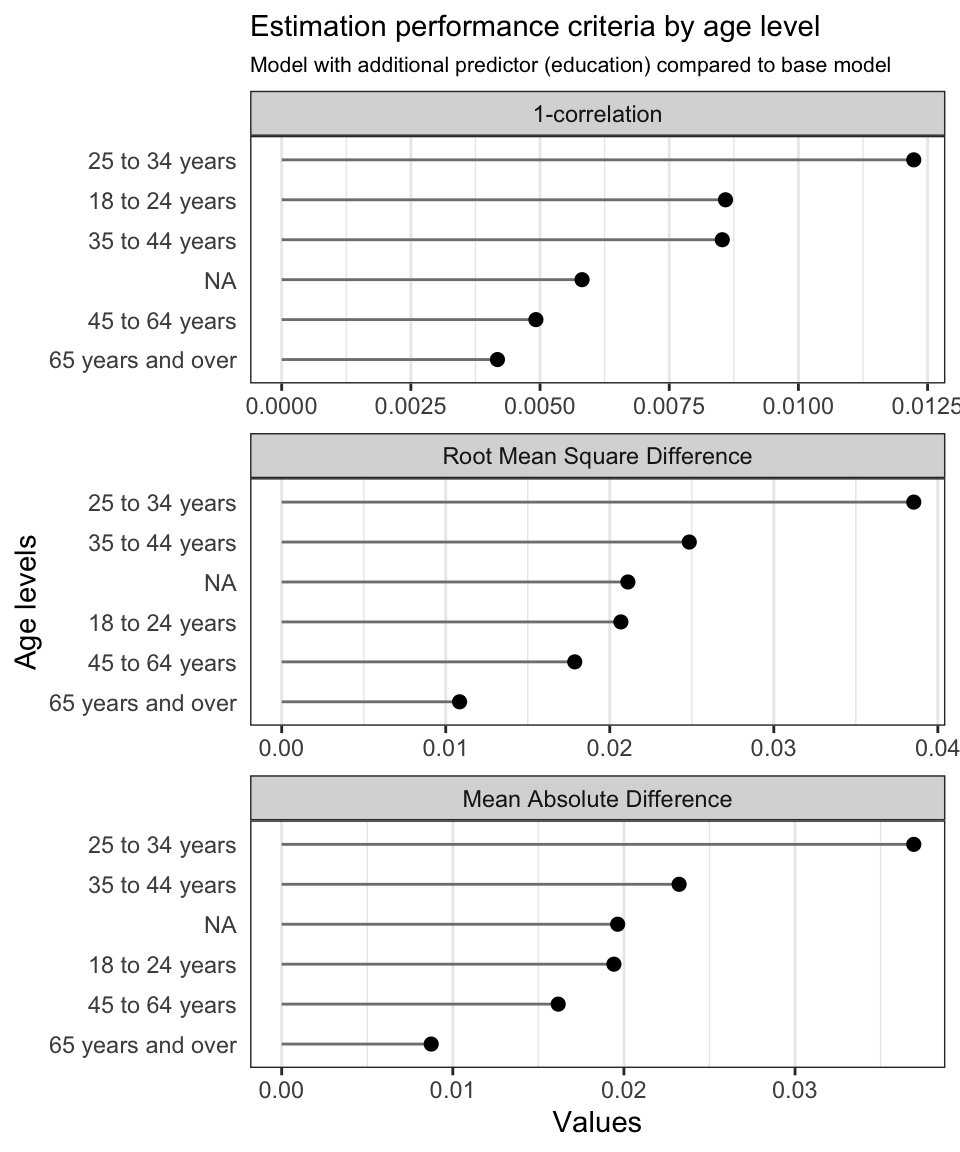 Estimation performance criteria by age level
Model with additional predictor (education) compared to base model
1-correlation
25 to 34 years
18 to 24 years
35 to 44 years
NA
45 to 64 years
65 years and over
0.0000 0.0025 0.0050 0.0075 0.0100 0.0125
Root Mean Square Difference
25 to 34 years
35 to 44 years
NA
18 to 24 years
45 to 64 years
65 years and over
0.00 0.01 0.02 0.03 0.04
Age levels
Mean Absolute Difference
25 to 34 years
35 to 44 years
NA
18 to 24 years
45 to 64 years
65 years and over
0.00 0.01 0.02 0.03
Values